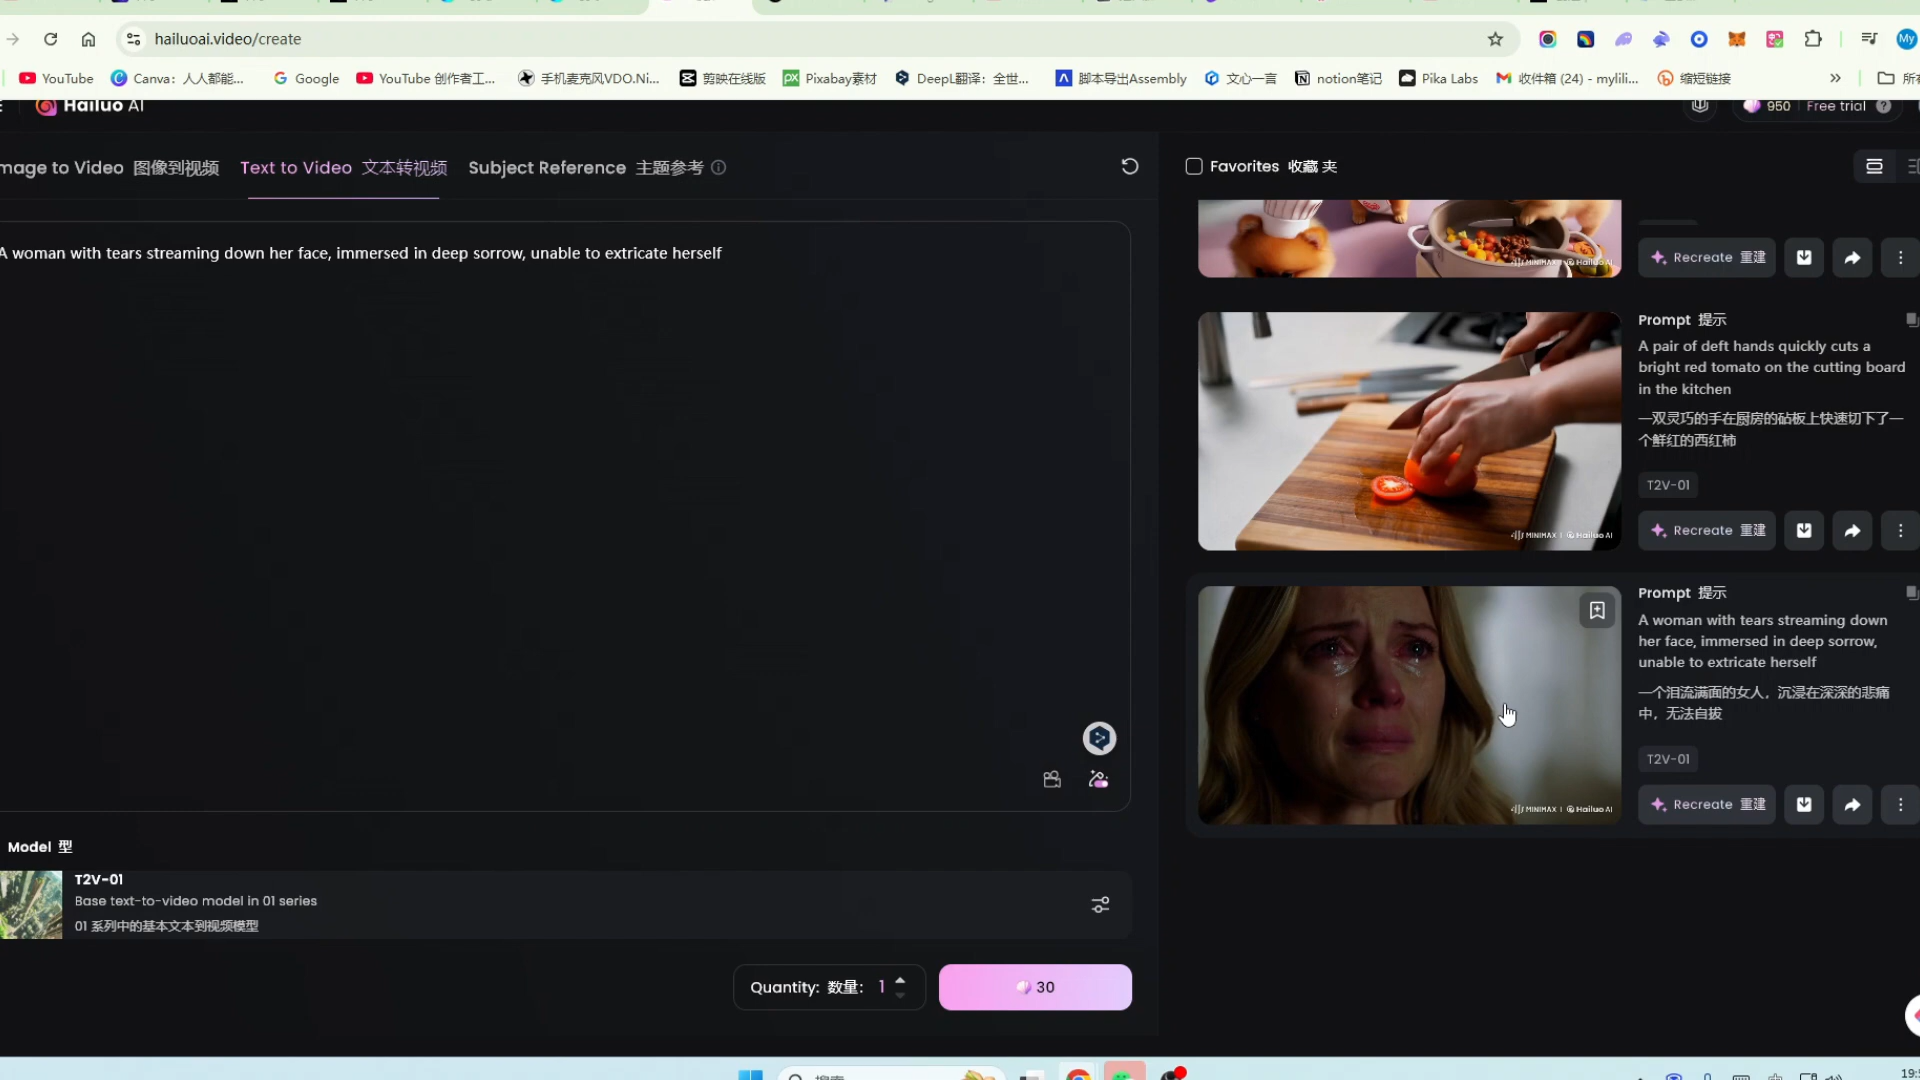 hailuoai.video/create
My
YouTube
Canva：人人都能...
Google
YouTube 创作者工...
手机麦克风VDO.Ni...
剪映在线版
Pixabay素材
DeepL翻译：全世...
脚本导出Assembly
文心一言
notion笔记
Pika Labs
收件箱 (24) - mylili...
缩短链接
»
所
Hailuo AI
950
Free trial
mage to Video 图像到视频
Text to Video 文本转视频
Subject Reference 主题参考
Favorites 收藏 夹
A woman with tears streaming down her face, immersed in deep sorrow, unable to extricate herself
MINIMAX | Hailuo AI
Recreate 重建
Prompt 提示
A pair of deft hands quickly cuts a
bright red tomato on the cutting board
in the kitchen
一双灵巧的手在厨房的砧板上快速切下了一
个鲜红的西红柿
T2V-01
MINIMAX | Hailuo AI
Recreate 重建
Prompt 提示
A woman with tears streaming down
her face, immersed in deep sorrow,
unable to extricate herself
一个泪流满面的女人，沉浸在深深的悲痛
中，无法自拔
T2V-01
MINIMAX | Hailuo AI
Recreate 重建
Model 型
T2V-01
Base text-to-video model in 01 series
01 系列中的基本文本到视频模型
Quantity: 数量: 1
30
搜索